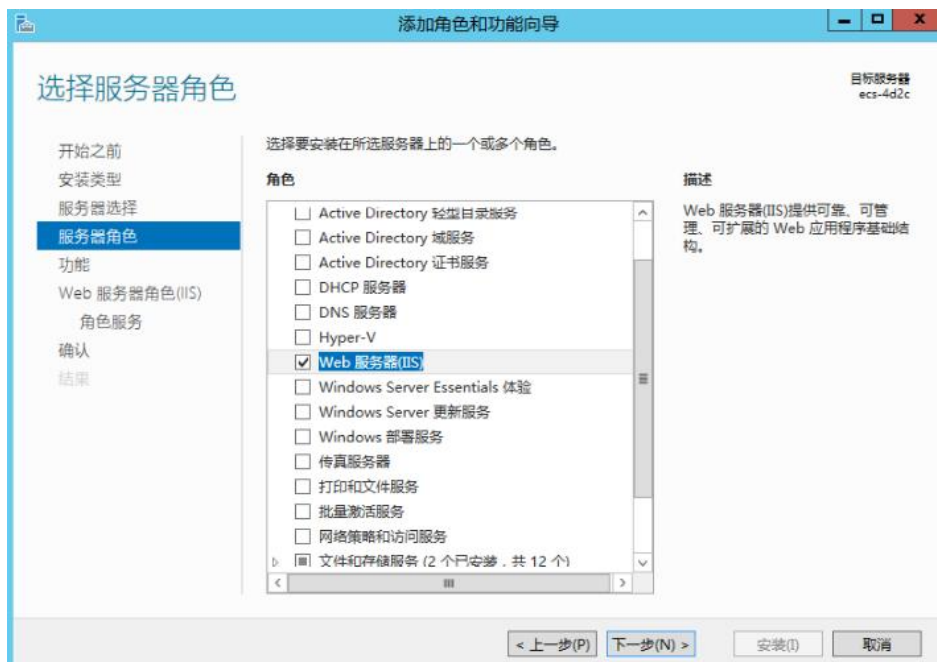 添加角色和功能向导
选择服务器角色
目标服务器
ecs-4d2c
开始之前
安装类型
服务器选择
服务器角色
功能
Web 服务器角色(IIS)
角色服务
确认
结果
选择要安装在所选服务器上的一个或多个角色。
角色
Active Directory 轻型目录服务
Active Directory 域服务
Active Directory 证书服务
DHCP 服务器
DNS 服务器
Hyper-V
Web 服务器(IIS)
Windows Server Essentials 体验
Windows Server 更新服务
Windows 部署服务
传真服务器
打印和文件服务
批量激活服务
网络策略和访问服务
文件和存储服务 (2 个已安装，共 12 个)
描述
Web 服务器(IIS)提供可靠、可管
理、可扩展的 Web 应用程序基础结
构。
< 上一步(P)
下一步(N) >
安装(I)
取消